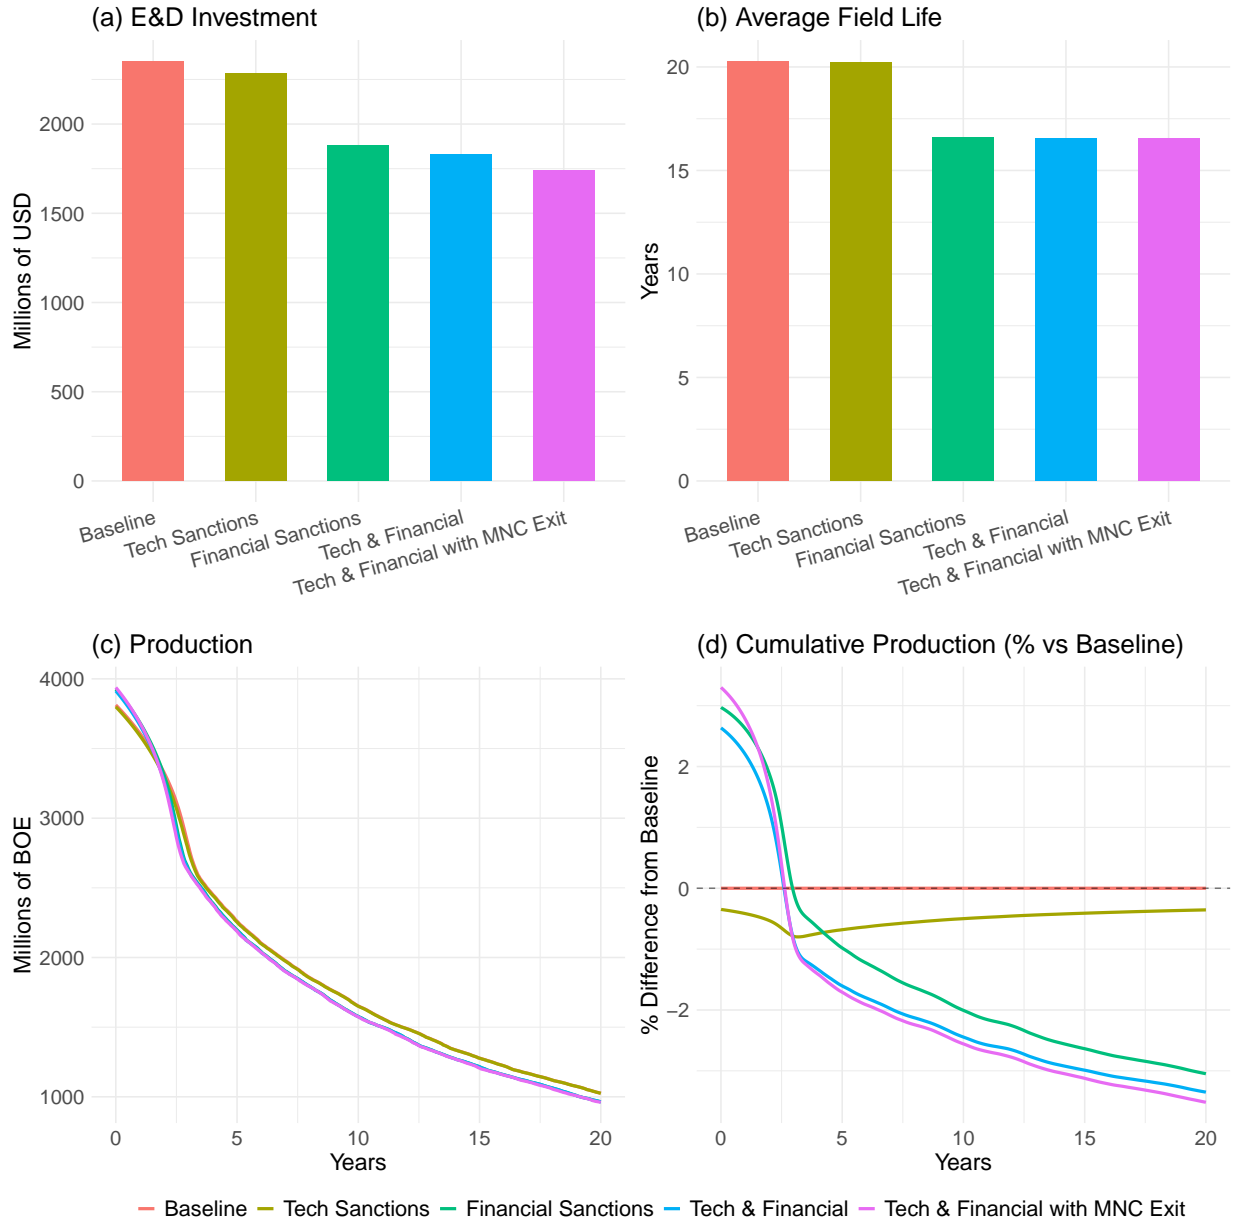 (a) E&D Investment
Millions of USD
2000
1500
1000
500
0
Baseline
Tech Sanctions
Financial Sanctions
Tech & Financial
Tech & Financial with MNC Exit
(b) Average Field Life
Years
20
15
10
5
0
Baseline
Tech Sanctions
Financial Sanctions
Tech & Financial
Tech & Financial with MNC Exit
(c) Production
Millions of BOE
4000
3000
2000
1000
0 5 10 15 20
Years
(d) Cumulative Production (% vs Baseline)
% Difference from Baseline
2
0
−2
0 5 10 15 20
Years
Baseline Tech Sanctions Financial Sanctions Tech & Financial Tech & Financial with MNC Exit